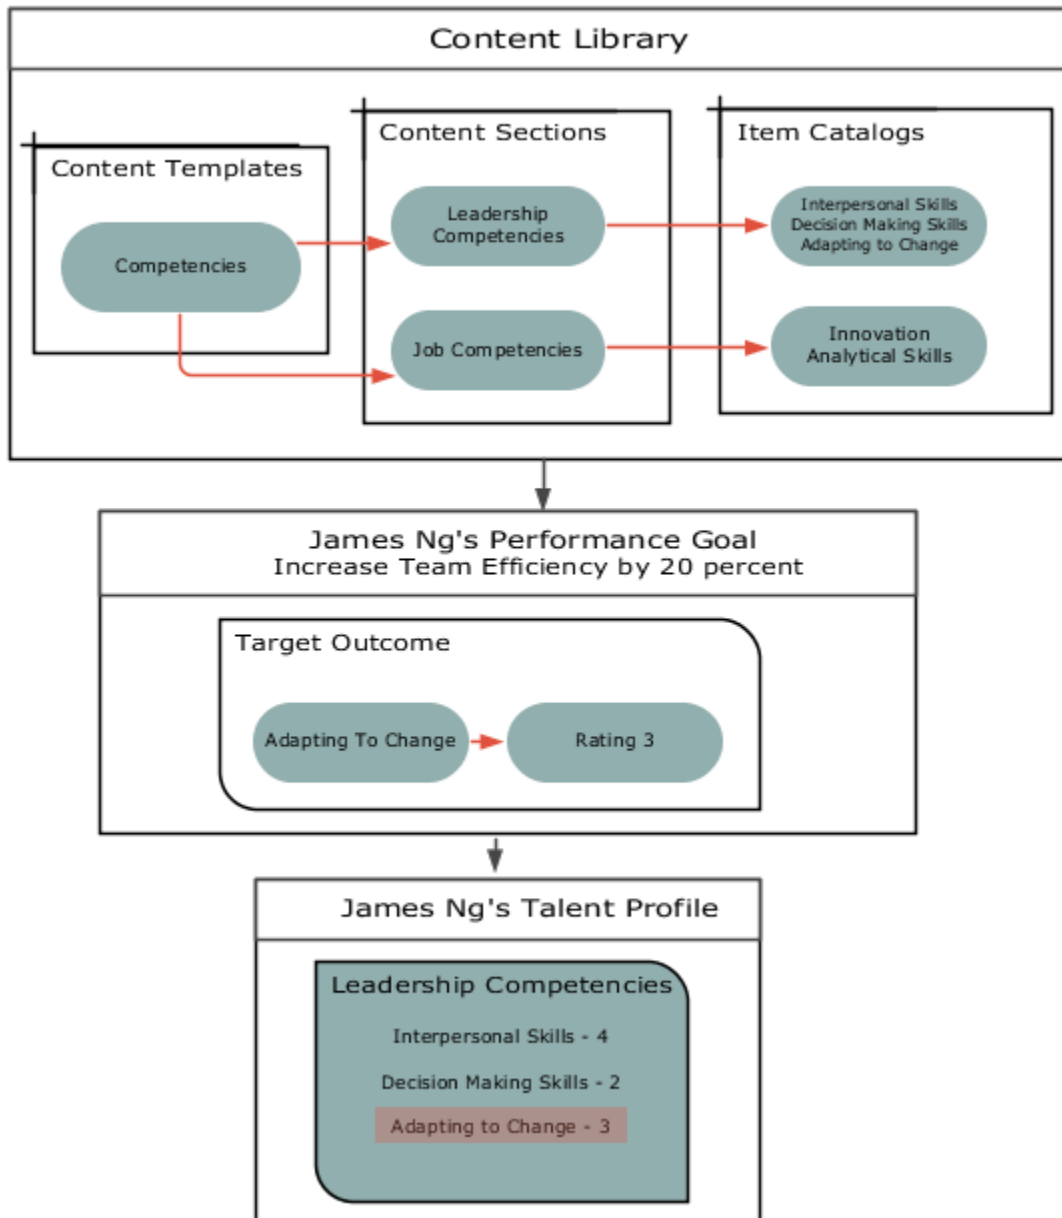 Content Library
Content Templates
Competencies
Content Sections
Leadership
Competencies
Job Competencies
Item Catalogs
Interpersonal Skills
Decision Making Skills
Adapting to Change
Innovation
Analytical Skills
James Ng's Performance Goal
Increase Team Efficiency by 20 percent
Target Outcome
Adapting To Change
Rating 3
James Ng's Talent Profile
Leadership Competencies
Interpersonal Skills - 4
Decision Making Skills - 2
Adapting to Change - 3